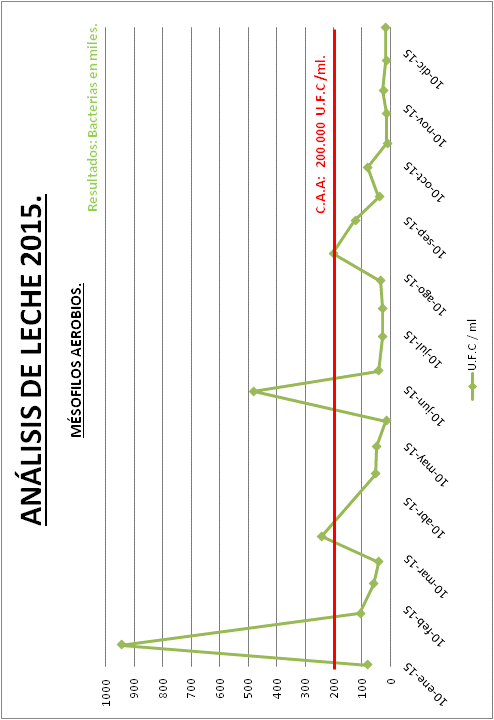 ANÁLISIS DE LECHE 2015.
MÉSOFILOS AEROBIOS.
Resultados: Bacterias en miles.
C.A.A: 200.000 U.F.C /ml.
1000
900
800
700
600
500
400
300
200
100
0
10-ene-15
10-feb-15
10-mar-15
10-abr-15
10-may-15
10-jun-15
10-jul-15
10-ago-15
10-sep-15
10-oct-15
10-nov-15
10-dic-15
U.F.C / ml